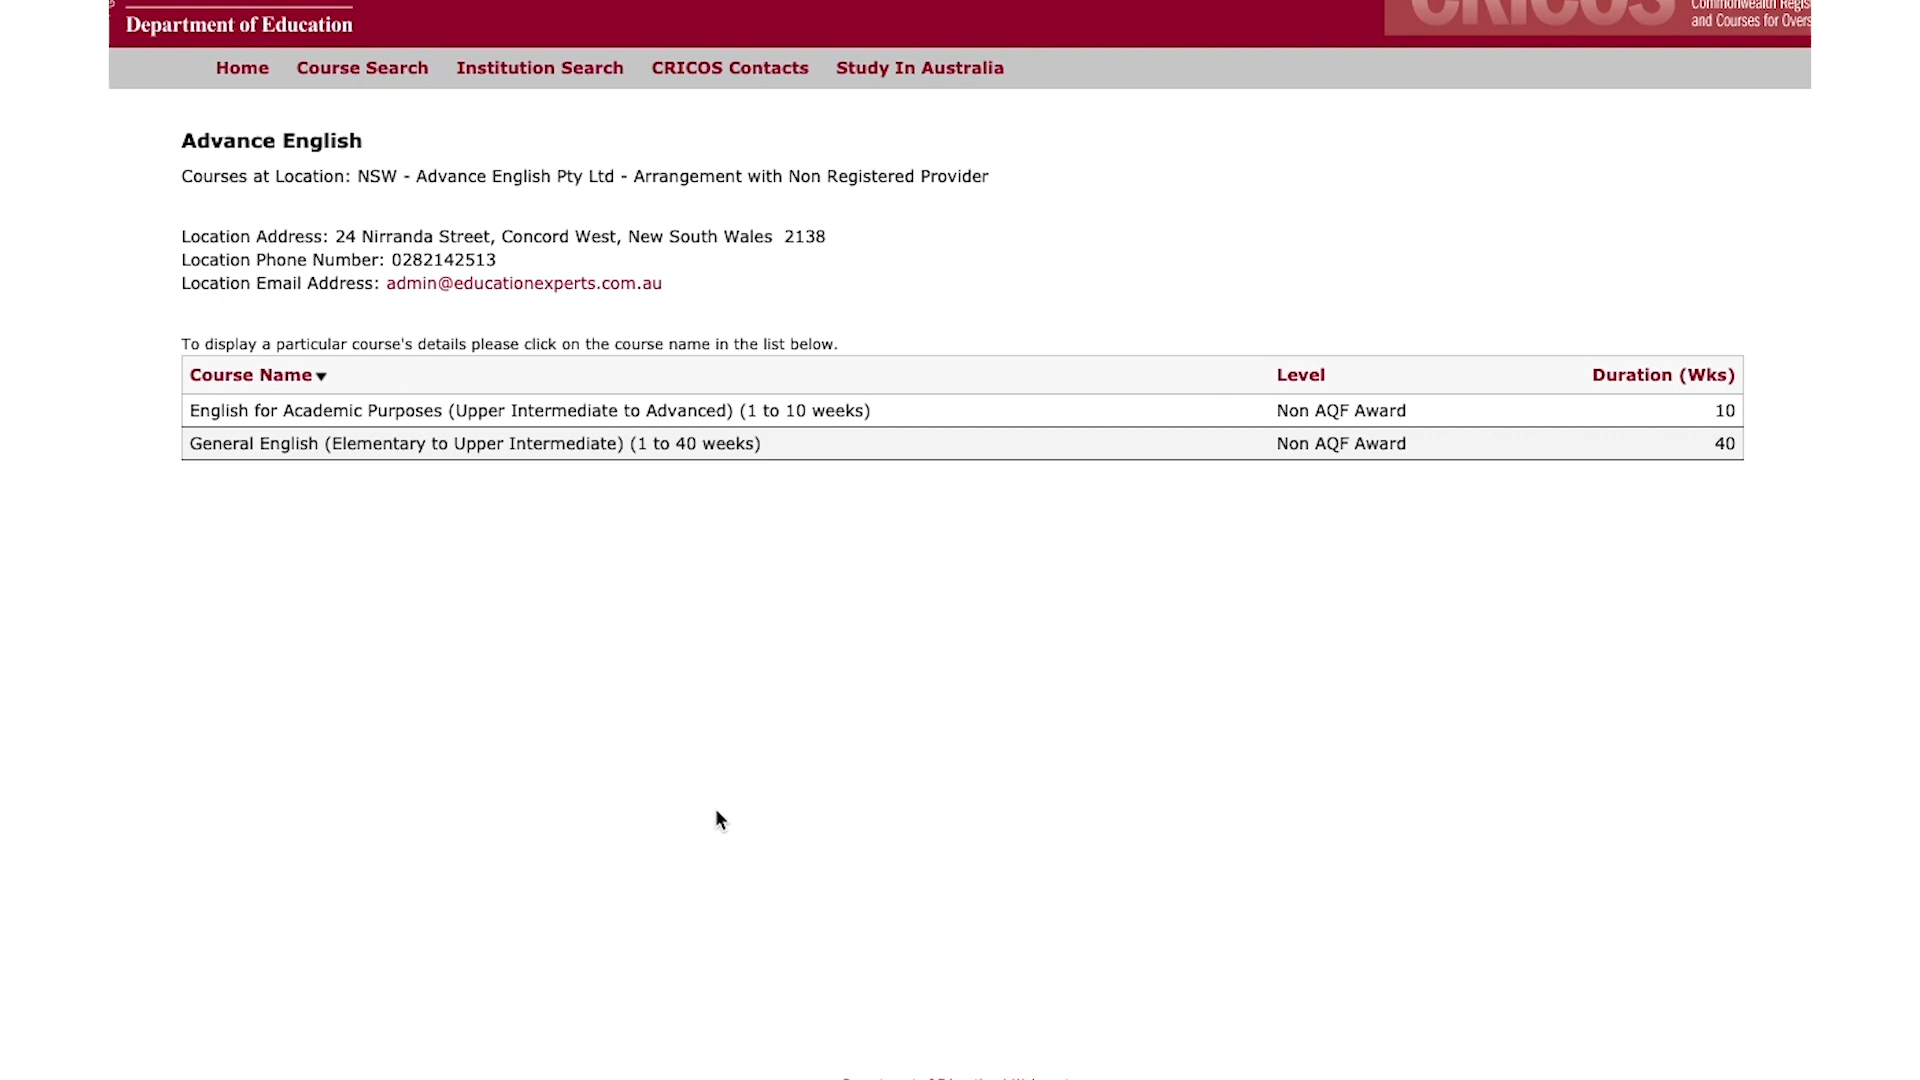 Department of Education
CRICOS
Commonwealth Regis
and Courses for Overs
Home Course Search Institution Search CRICOS Contacts Study In Australia
Advance English
Courses at Location: NSW - Advance English Pty Ltd - Arrangement with Non Registered Provider
Location Address: 24 Nirranda Street, Concord West, New South Wales 2138
Location Phone Number: 0282142513
Location Email Address: admin@educationexperts.com.au
To display a particular course's details please click on the course name in the list below.
Course Name Level Duration (Wks)
English for Academic Purposes (Upper Intermediate to Advanced) (1 to 10 weeks) Non AQF Award 10
General English (Elementary to Upper Intermediate) (1 to 40 weeks) Non AQF Award 40